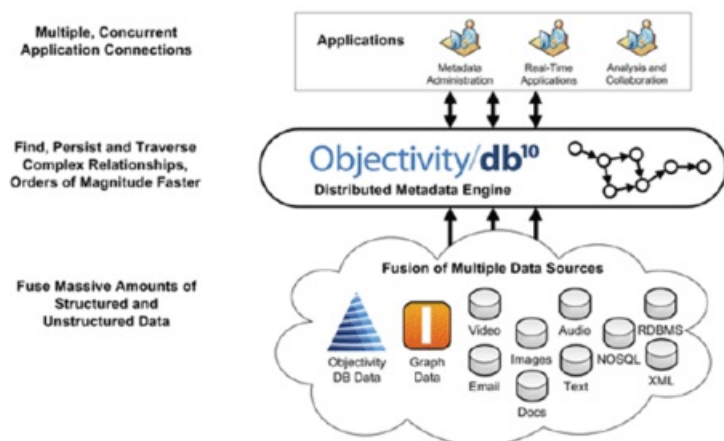 Multiple, Concurrent
Application Connections
Applications
Metadata
Administration
Real-Time
Applications
Analysis and
Collaboration
Find, Persist and Traverse
Complex Relationships,
Orders of Magnitude Faster
Objectivity/db10
Distributed Metadata Engine
Fuse Massive Amounts of
Structured and
Unstructured Data
Fusion of Multiple Data Sources
Objectivity
DB Data
Graph
Data
Video
Email
Images
Docs
Audio
Text
NOSQL
RDBMS
XML